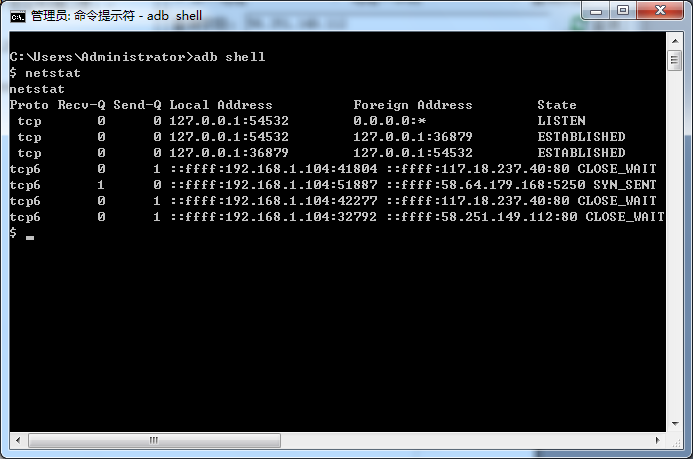 管理员: 命令提示符 - adb shell
C:\Users\Administrator>adb shell
$ netstat
netstat
Proto Recv-Q Send-Q Local Address          Foreign Address        State
 tcp       0      0 127.0.0.1:54532        0.0.0.0:*              LISTEN
 tcp       0      0 127.0.0.1:54532        127.0.0.1:36879        ESTABLISHED
 tcp       0      0 127.0.0.1:36879        127.0.0.1:54532        ESTABLISHED
tcp6       0      1 ::ffff:192.168.1.104:41804 ::ffff:117.18.237.40:80 CLOSE_WAIT
tcp6       1      0 ::ffff:192.168.1.104:51887 ::ffff:58.64.179.168:5250 SYN_SENT
tcp6       0      1 ::ffff:192.168.1.104:42277 ::ffff:117.18.237.40:80 CLOSE_WAIT
tcp6       0      1 ::ffff:192.168.1.104:32792 ::ffff:58.251.149.112:80 CLOSE_WAIT
$ _